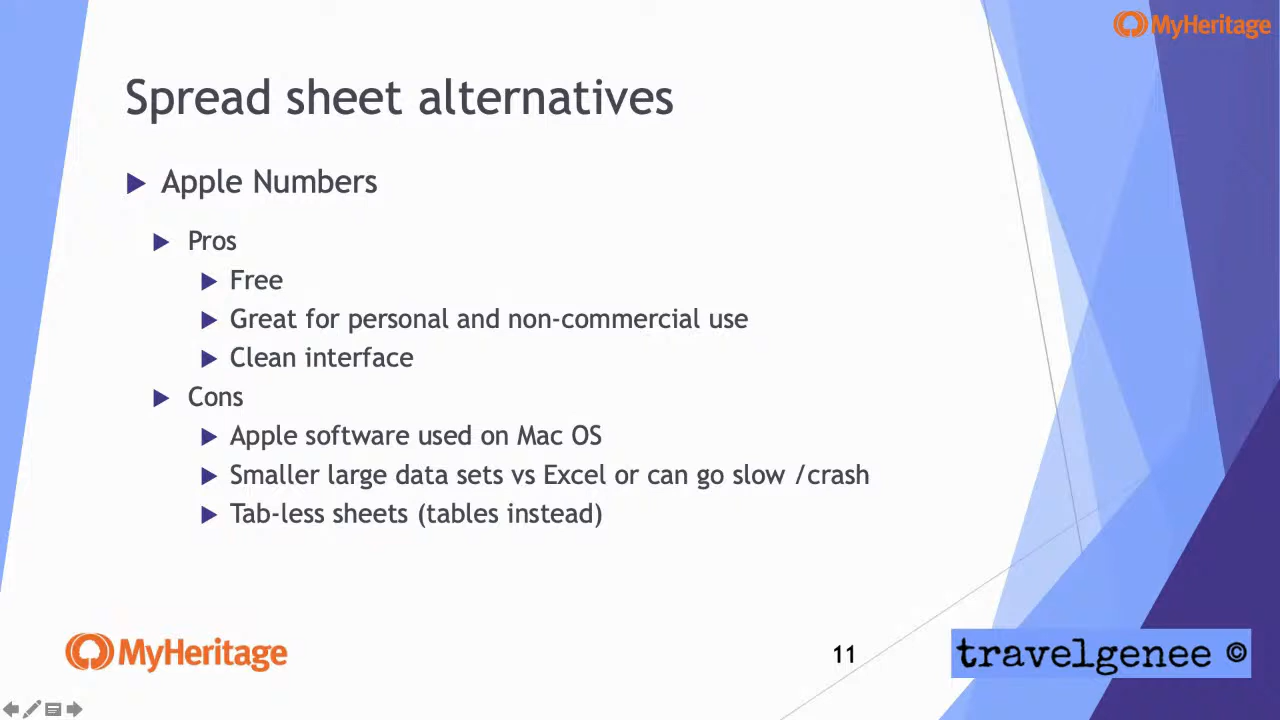 MyHeritage
Spread sheet alternatives
Apple Numbers
Pros
Free
Great for personal and non-commercial use
Clean interface
Cons
Apple software used on Mac OS
Smaller large data sets vs Excel or can go slow /crash
Tab-less sheets (tables instead)
MyHeritage
11
travelgenee ©